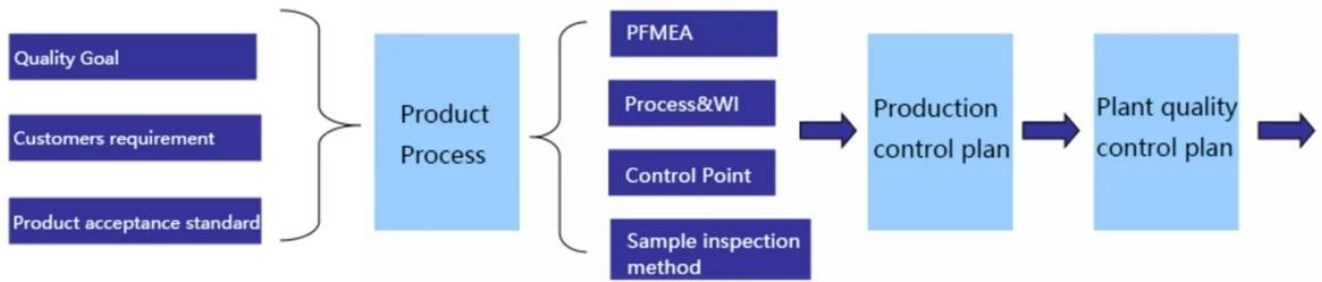 Quality Goal
Customers requirement
Product acceptance standard
Product
Process
PFMEA
Process&WI
Control Point
Sample inspection
method
Production
control plan
Plant quality
control plan